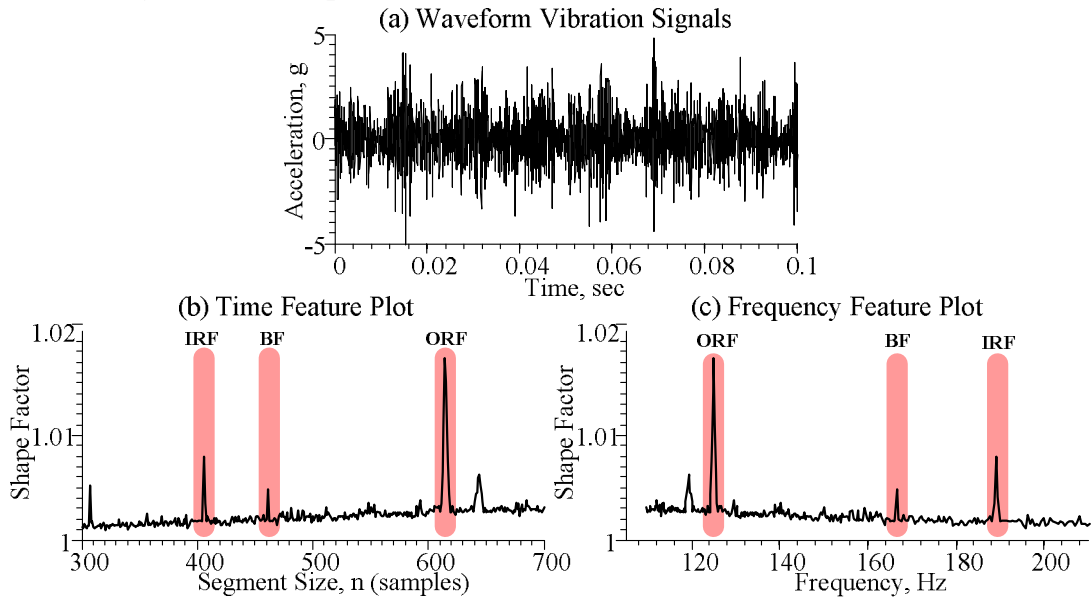 (a) Waveform Vibration Signals
5
0
-5
Acceleration, g
0 0.02 0.04 0.06 0.08 0.1
Time, sec
(b) Time Feature Plot
1.02
1.01
1
Shape Factor
IRF BF ORF
300 400 500 600 700
Segment Size, n (samples)
(c) Frequency Feature Plot
1.02
1.01
1
Shape Factor
ORF BF IRF
120 140 160 180 200
Frequency, Hz